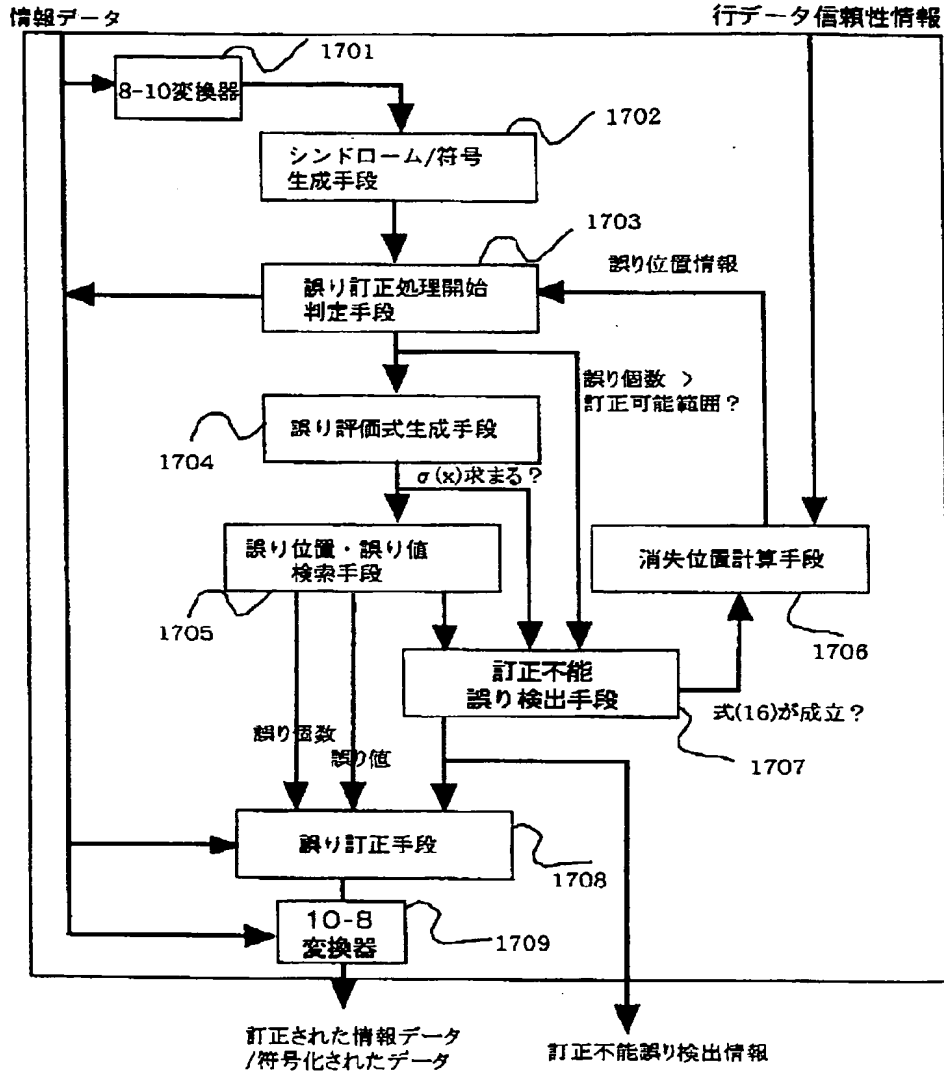 情報データ
行データ信頼性情報
1701
8-10変換器
1702
シンドローム/符号
生成手段
1703
誤り訂正処理開始
判定手段
誤り位置情報
誤り個数 >
訂正可能範囲?
誤り評価式生成手段
1704
σ(x)求まる?
誤り位置・誤り値
検索手段
1705
消失位置計算手段
1706
訂正不能
誤り検出手段
式(16)が成立?
1707
誤り個数
誤り値
誤り訂正手段
1708
10-8
変換器
1709
訂正された情報データ
/符号化されたデータ
訂正不能誤り検出情報